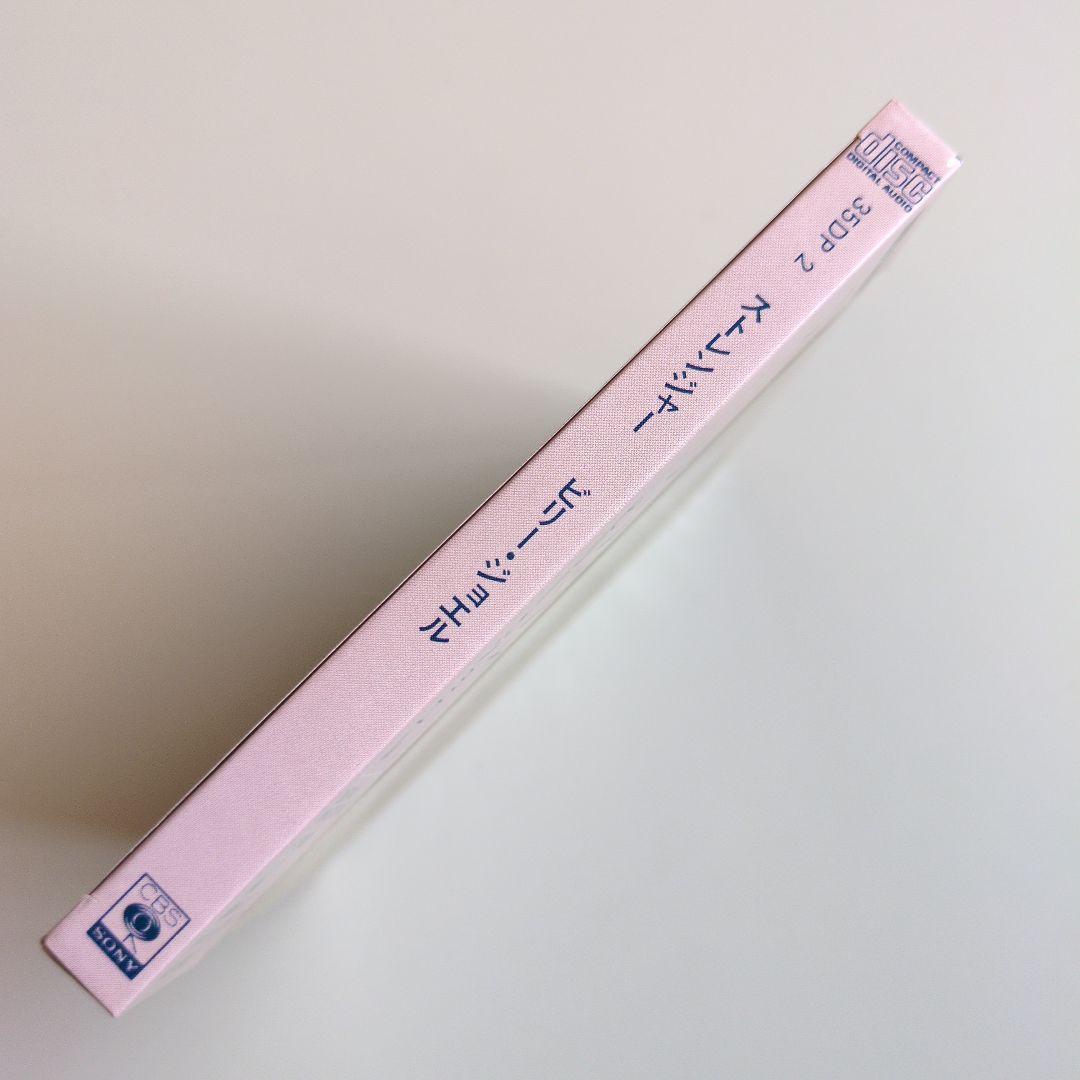 COMPACT
disc
DIGITAL AUDIO
35DP 2
ストレンジャー
ビリー・ジョエル
CBS
SONY